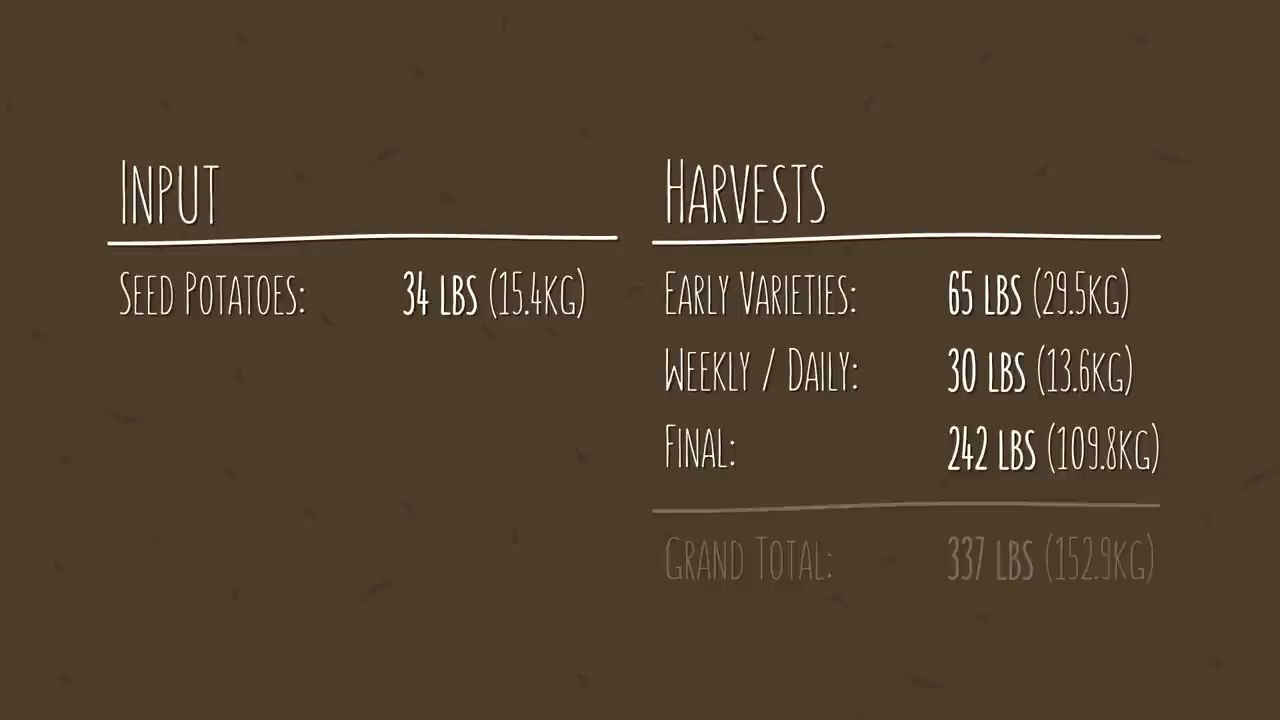 Input
Seed Potatoes: 34 lbs (15.4kg)
Harvests
Early Varieties: 65 lbs (29.5kg)
Weekly / Daily: 30 lbs (13.6kg)
Final: 242 lbs (109.8kg)
Grand Total: 337 lbs (152.9kg)